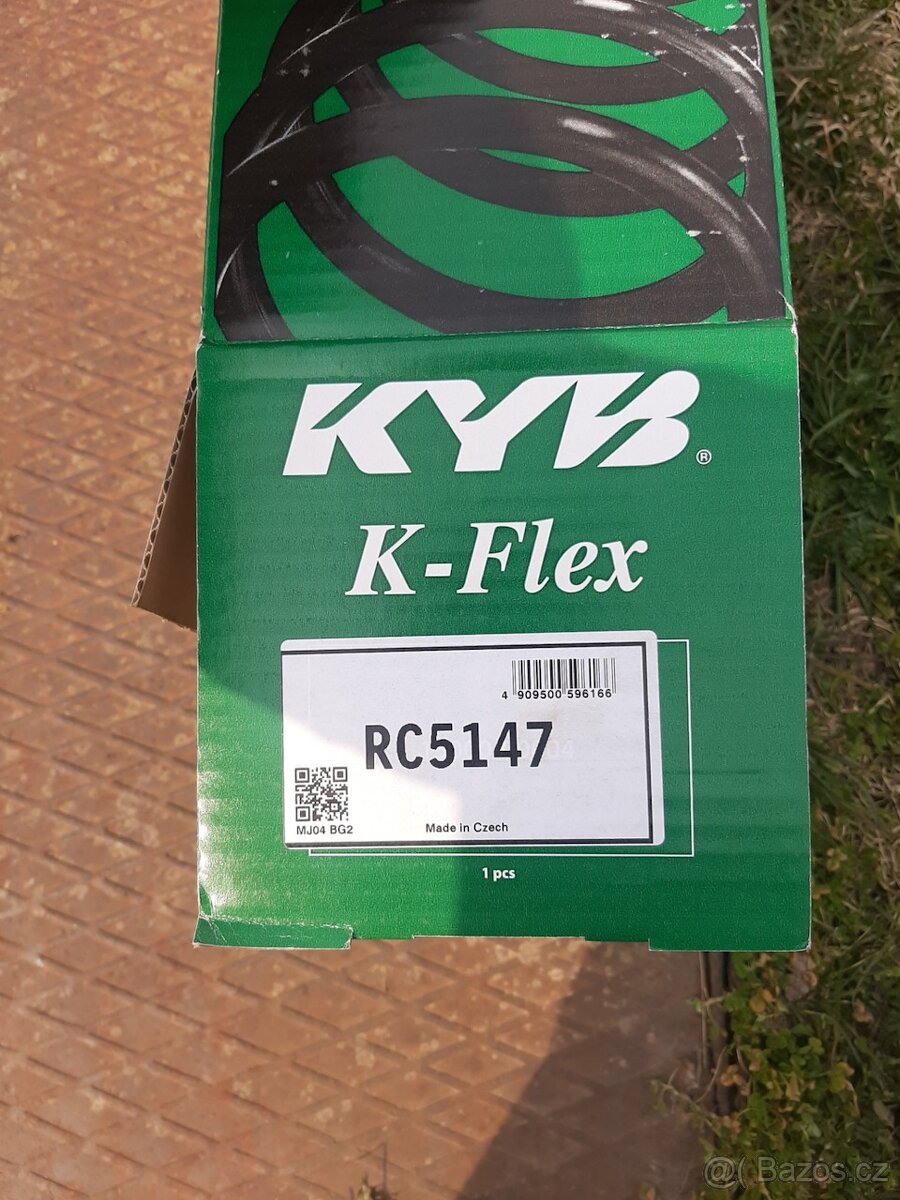 KYB®
K-Flex
4 909500 596166
RC5147
MJ04 BG2
Made in Czech
1 pcs
@( Bazos.cz